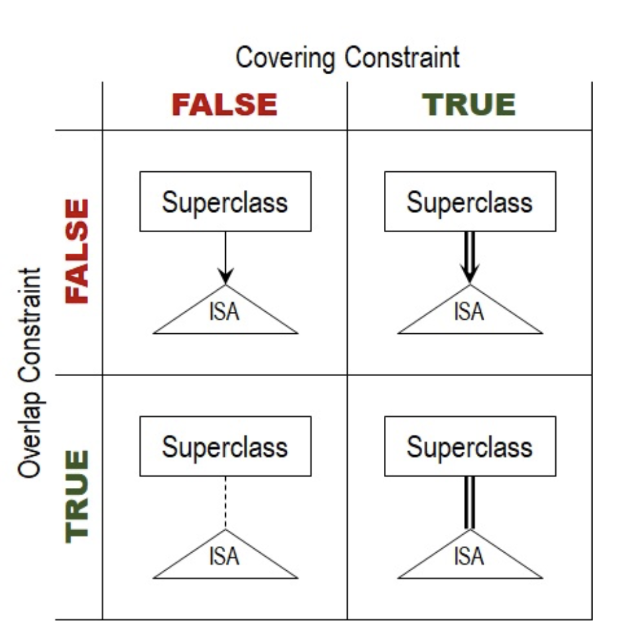 Covering Constraint
FALSE
TRUE
Overlap Constraint
FALSE
Superclass
ISA
Superclass
ISA
TRUE
Superclass
ISA
Superclass
ISA